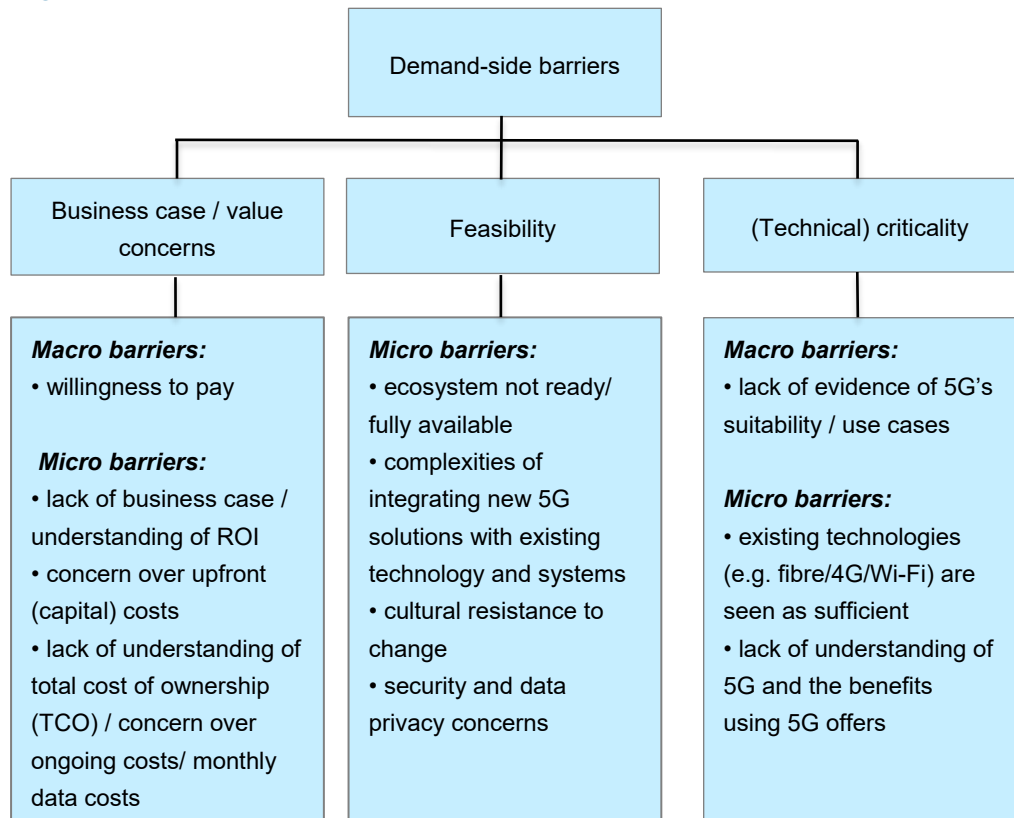 Demand-side barriers
Business case / value
concerns
Feasibility
(Technical) criticality
Macro barriers:
• willingness to pay
Micro barriers:
• lack of business case /
understanding of ROI
• concern over upfront
(capital) costs
• lack of understanding of
total cost of ownership
(TCO) / concern over
ongoing costs/ monthly
data costs
Micro barriers:
• ecosystem not ready/
fully available
• complexities of
integrating new 5G
solutions with existing
technology and systems
• cultural resistance to
change
• security and data
privacy concerns
Macro barriers:
• lack of evidence of 5G’s
suitability / use cases
Micro barriers:
• existing technologies
(e.g. fibre/4G/Wi-Fi) are
seen as sufficient
• lack of understanding of
5G and the benefits
using 5G offers